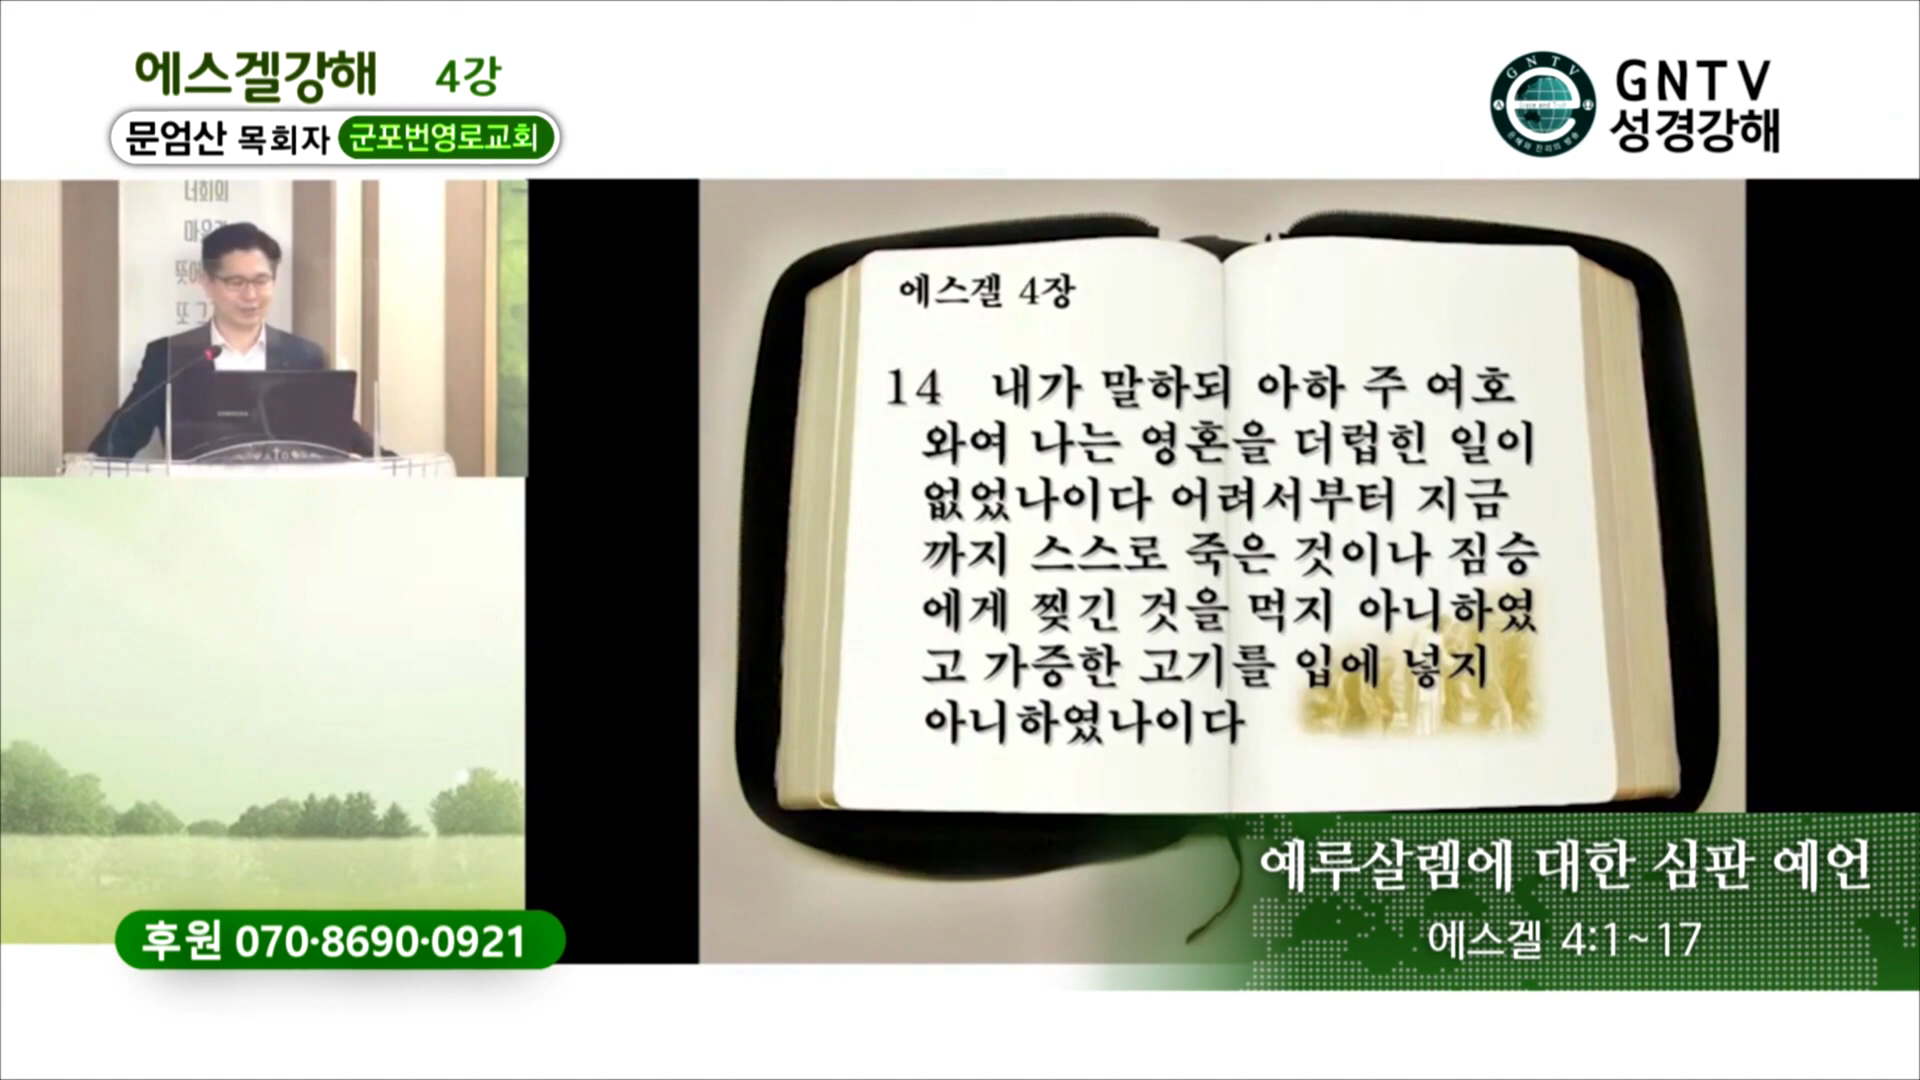 에스겔강해 4강
문엄산 목회자 군포번영로교회
GNTV
GNTV
성경강해
너희의
SAMSUNG
에스겔 4장
14 내가 말하되 아하 주 여호
와여 나는 영혼을 더럽힌 일이
없었나이다 어려서부터 지금
까지 스스로 죽은 것이나 짐승
에게 찢긴 것을 먹지 아니하였
고 가증한 고기를 입에 넣지
아니하였나이다
예루살렘에 대한 심판 예언
에스겔 4:1~17
후원 070·8690·0921